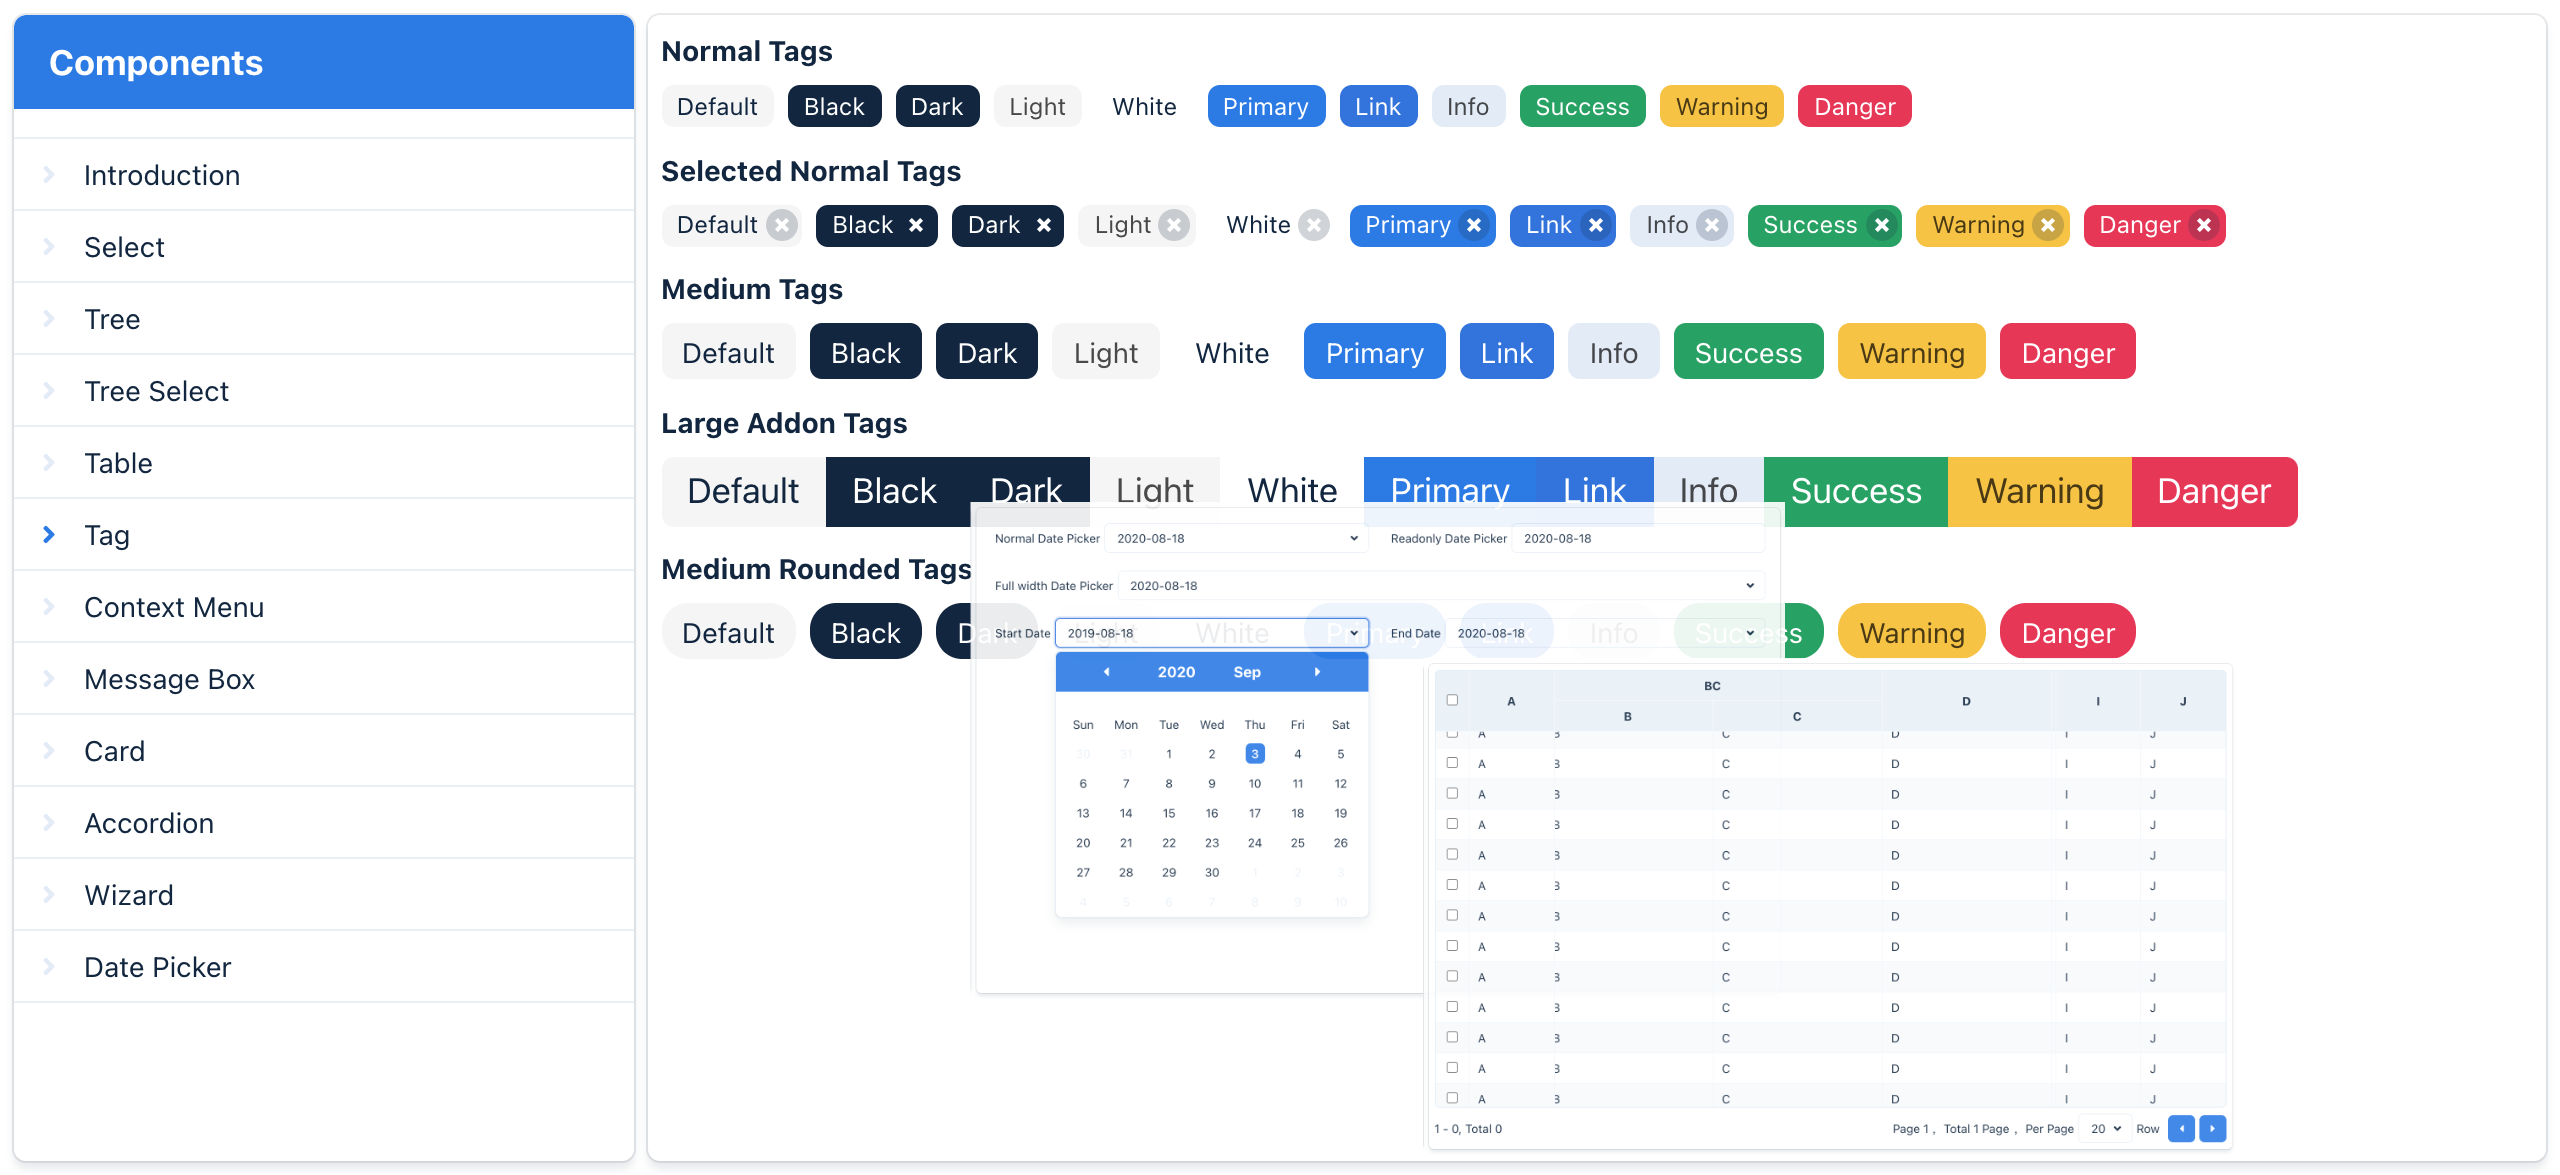 Components
Introduction
Select
Tree
Tree Select
Table
Tag
Context Menu
Message Box
Card
Accordion
Wizard
Date Picker
Normal Tags
Default Black Dark Light White Primary Link Info Success Warning Danger
Selected Normal Tags
Default Black Dark Light White Primary Link Info Success Warning Danger
Medium Tags
Default Black Dark Light White Primary Link Info Success Warning Danger
Large Addon Tags
Default Black Dark Light White Primary Link Info Success Warning Danger
Medium Rounded Tags
Default Black Dark Light White Primary Link Info Success Warning Danger
Normal Date Picker 2020-08-18 Readonly Date Picker 2020-08-18
Full width Date Picker 2020-08-18
Start Date 2019-08-18 End Date 2020-08-18
2020 Sep
Sun Mon Tue Wed Thu Fri Sat
30 31 1 2 3 4 5
6 7 8 9 10 11 12
13 14 15 16 17 18 19
20 21 22 23 24 25 26
27 28 29 30 1 2 3
4 5 6 7 8 9 10
A BC D I J
B C
A B C D I J
A B C D I J
A B C D I J
A B C D I J
A B C D I J
A B C D I J
A B C D I J
A B C D I J
A B C D I J
A B C D I J
A B C D I J
A B C D I J
A B C D I J
1 - 0, Total 0 Page 1 , Total 1 Page , Per Page 20 Row